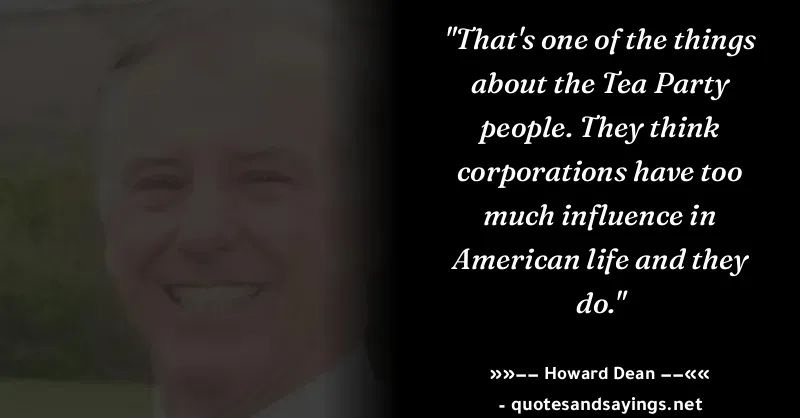 "That's one of the things
about the Tea Party
people. They think
corporations have too
much influence in
American life and they
do."
»»—— Howard Dean ——««
- quotesandsayings.net